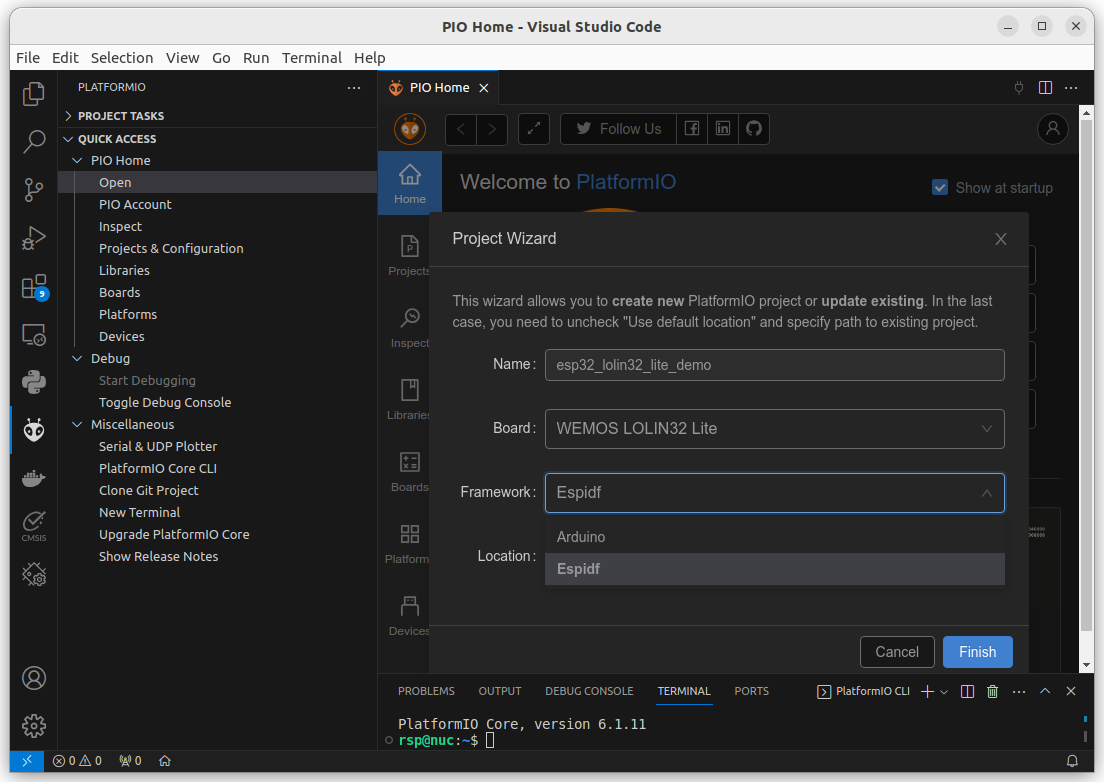 PIO Home - Visual Studio Code
File Edit Selection View Go Run Terminal Help
PLATFORMIO
PROJECT TASKS
QUICK ACCESS
PIO Home
Open
PIO Account
Inspect
Projects & Configuration
Libraries
Boards
Platforms
Devices
Debug
Start Debugging
Toggle Debug Console
Miscellaneous
Serial & UDP Plotter
PlatformIO Core CLI
Clone Git Project
New Terminal
Upgrade PlatformIO Core
Show Release Notes
9
CMSIS
PIO Home
Follow Us
Home
Projects
Inspect
Libraries
Boards
Platform
Devices
Welcome to PlatformIO
Show at startup
Project Wizard
This wizard allows you to create new PlatformIO project or update existing. In the last
case, you need to uncheck "Use default location" and specify path to existing project.
Name: esp32_lolin32_lite_demo
Board: WEMOS LOLIN32 Lite
Framework: Espidf
Arduino
Location:
Espidf
Cancel Finish
PROBLEMS OUTPUT DEBUG CONSOLE TERMINAL PORTS PlatformIO CLI
PlatformIO Core, version 6.1.11
rsp@nuc:~$
0 0 0